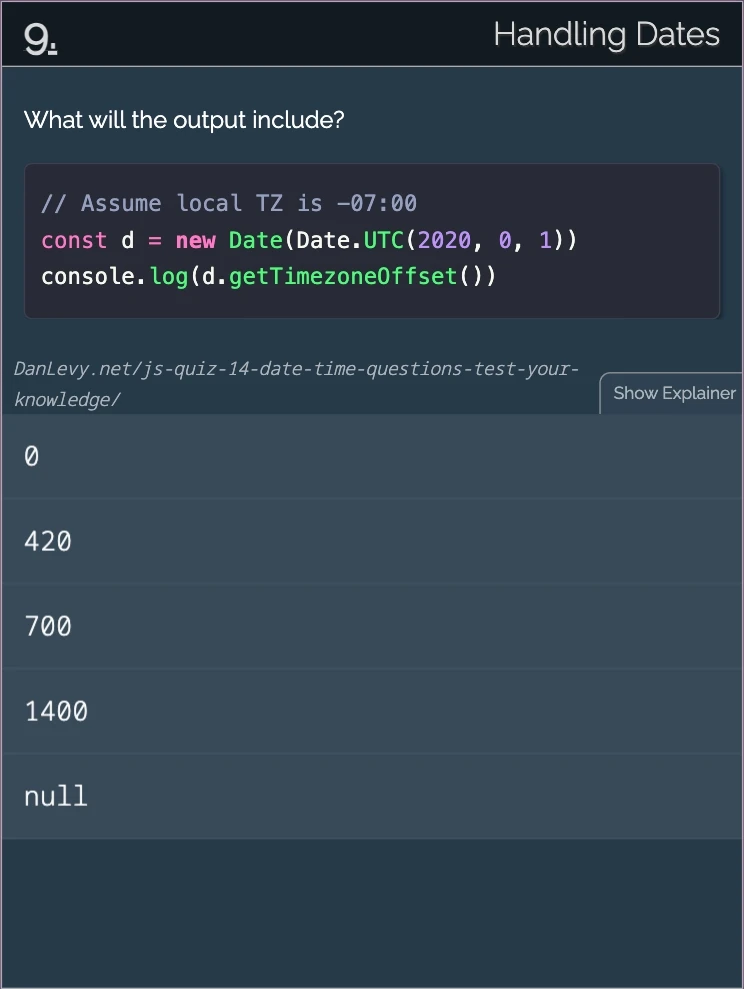 9.
Handling Dates
What will the output include?
// Assume local TZ is −07:00
const d = new Date(Date.UTC(2020, 0, 1))
console.log(d.getTimezoneOffset())
DanLevy.net/js-quiz-14-date-time-questions-test-your-
knowledge/
Show Explainer
0
420
700
1400
null